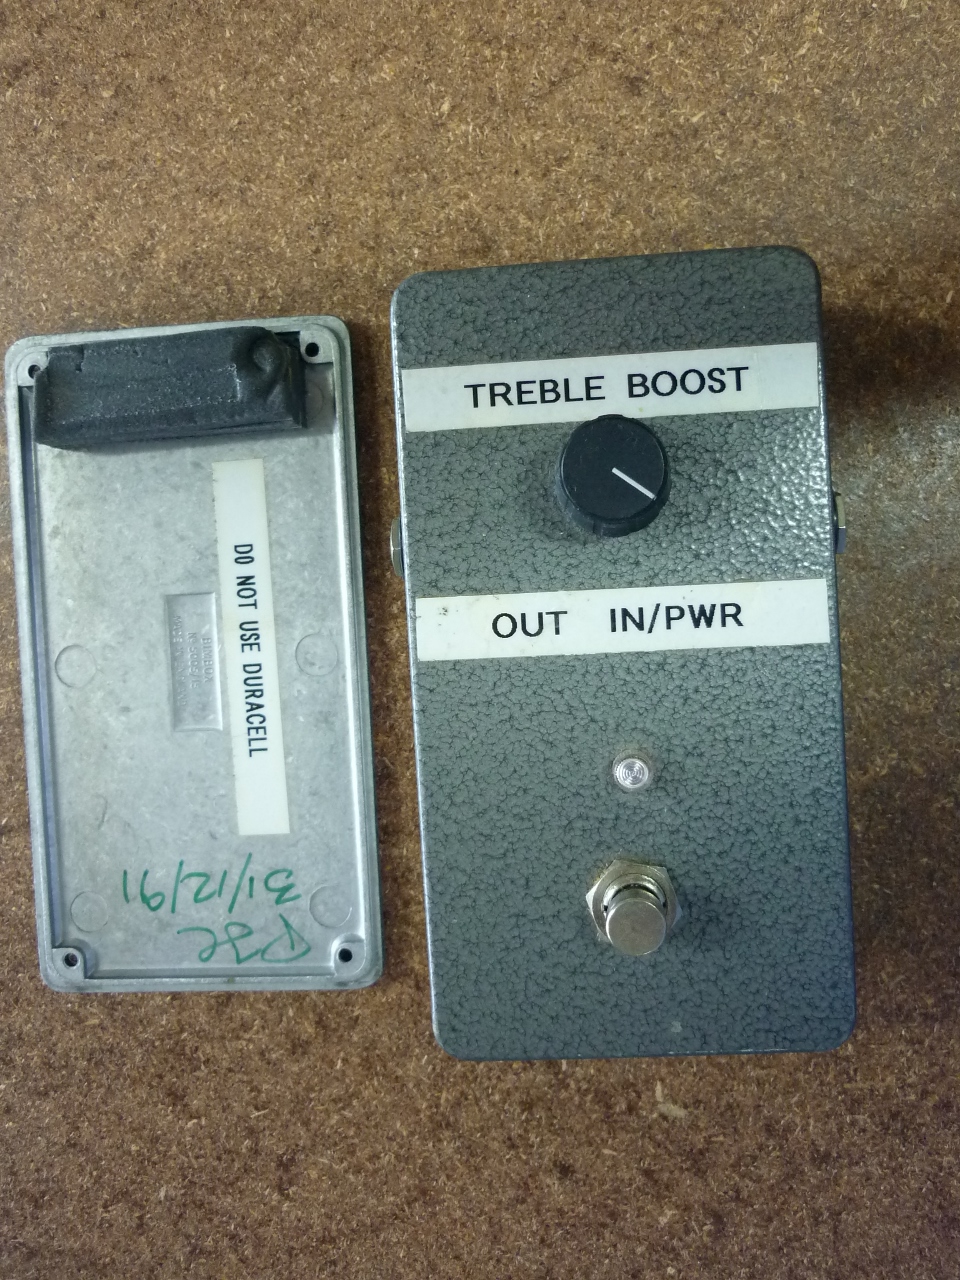 TREBLE BOOST
OUT IN/PWR
DO NOT USE DURACELL
31/12/91